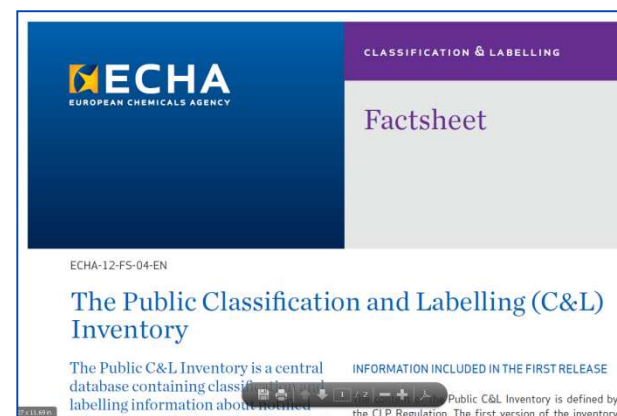 ECHA
EUROPEAN CHEMICALS AGENCY
CLASSIFICATION & LABELLING
Factsheet
ECHA-12-FS-04-EN
The Public Classification and Labelling (C&L)
Inventory
The Public C&L Inventory is a central
database containing
labelling information about
INFORMATION INCLUDED IN THE FIRST RELEASE
Public C&L Inventory is defined by
the CLP Regulation. The first version of the inventory
1 / 2